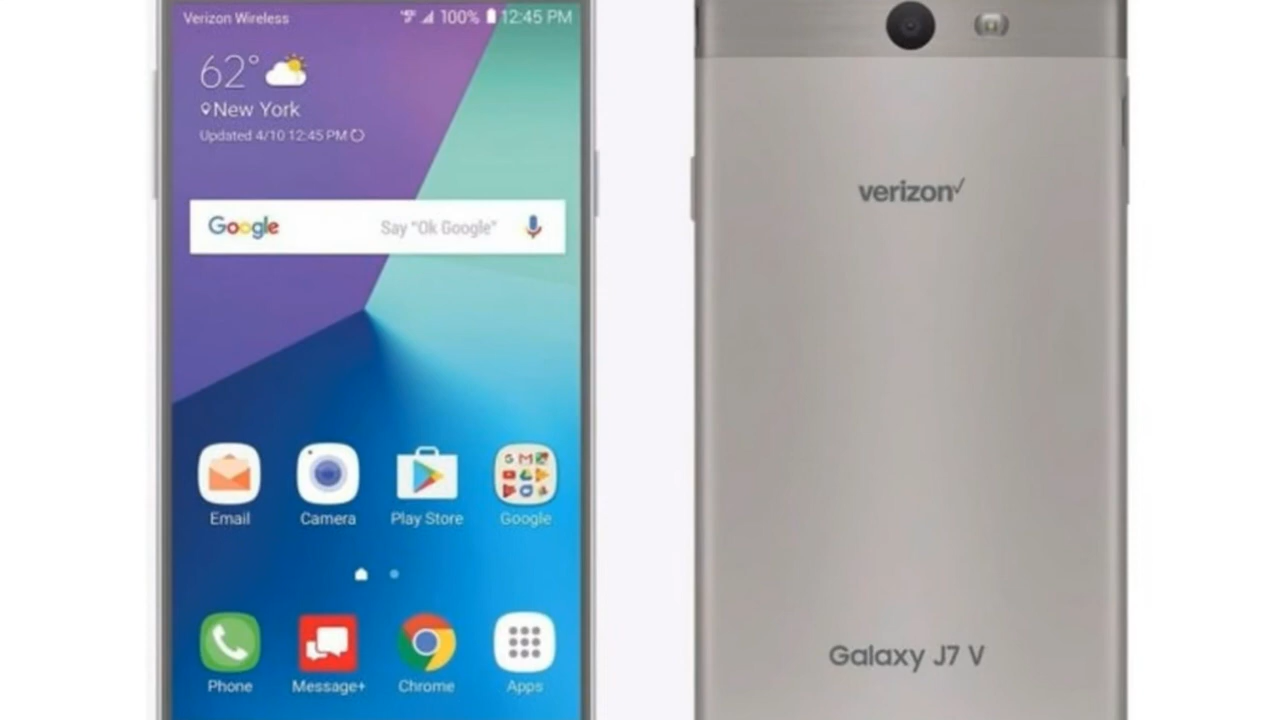 Verizon Wireless 100% 12:45 PM
62°
New York
Updated 4/10 12:45 PM
Google Say "Ok Google"
Email Camera Play Store Google
Phone Message+ Chrome Apps
verizon
Galaxy J7 V